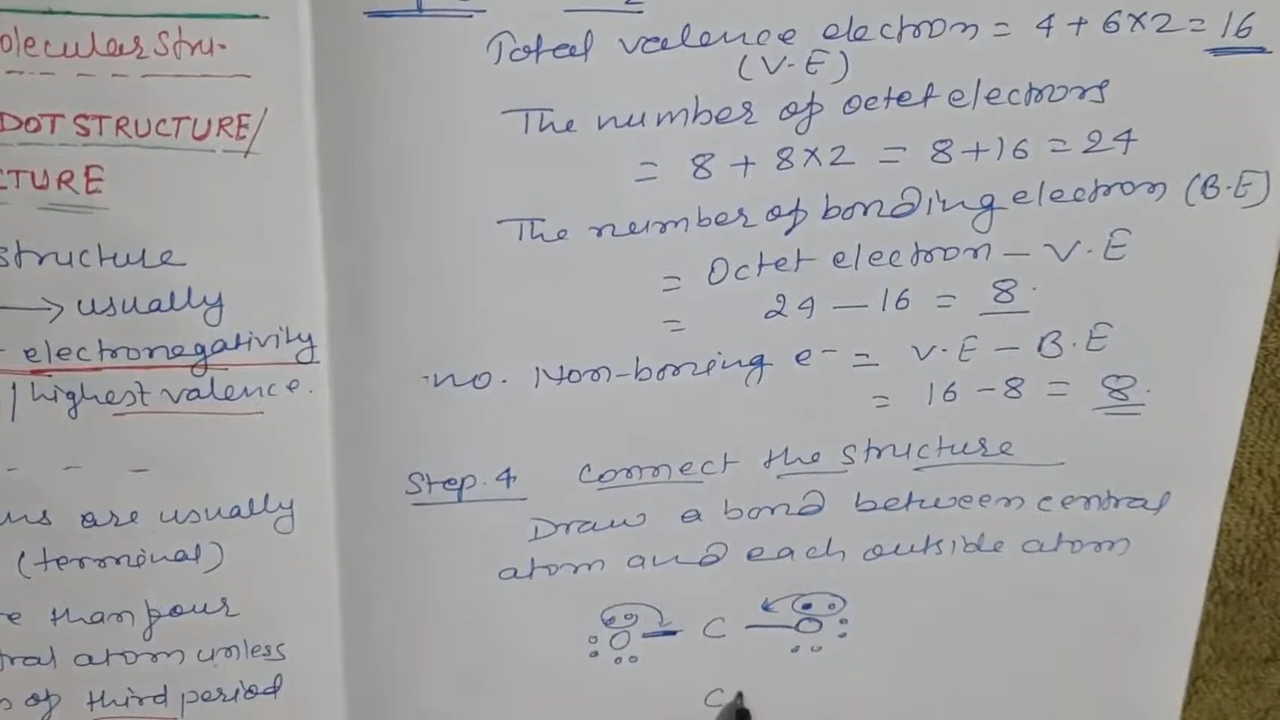 olecular Stru-
DOT STRUCTURE/
CTURE
structure
→ usually
electronegativity
/ highest valence.
- - -
ms are usually
(terminal)
e than four
ral atom unless
s of third period
Total valence electron = 4 + 6×2 = 16
(V.E)
The number of octet electrons
= 8 + 8×2 = 8+16 = 24
The number of bonding electron (B.E)
= Octet electron – V.E
= 24 – 16 = 8.
no. Non-boning e⁻ = V.E – B.E
= 16 – 8 = 8.
Step.4 Connect the structure
Draw a bond between central
atom and each outside atom
O – C – O
C